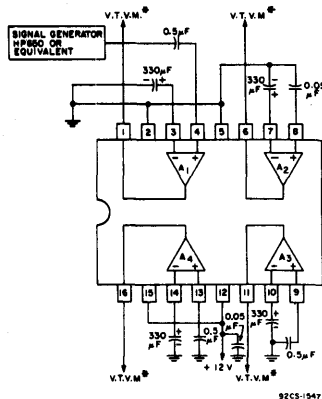 V.T.V.M.* V.T.V.M.*
SIGNAL GENERATOR
HP650 OR
EQUIVALENT
0.5μF
330μF - +
330 μF - +
0.05 μF
1 2 3 4 5 6 7 8
- + - +
A1 A2
A4 A3
+ - + -
16 15 14 13 12 11 10 9
330 μF +
0.5 μF
+12 V
0.05 μF
330 μF +
0.5μF
V.T.V.M.* V.T.V.M.*
92CS-1547